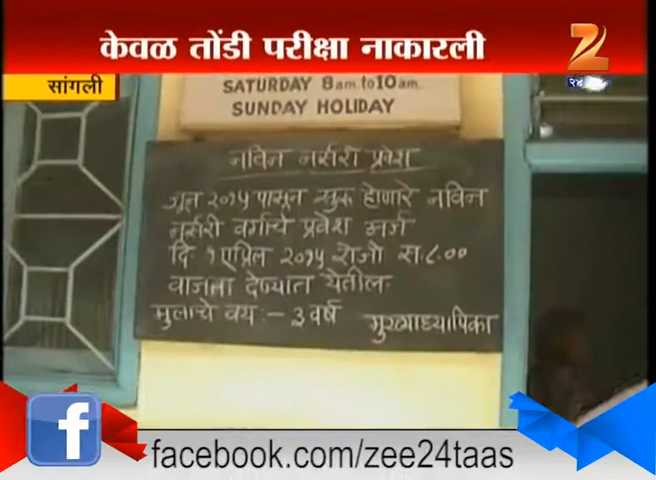 केवळ तोंडी परीक्षा नाकारली
२४
सांगली
SATURDAY 8am.to10am.
SUNDAY HOLIDAY
नविन नर्सरी प्रवेश
जून २०१५ पासून सुरू होणारे नविन
नर्सरी वर्गाचे प्रवेश अर्ज
दि १ एप्रिल २०१५ रोजी स.८.००
वाजता देण्यात येतील.
मुलाचे वय :- ३ वर्ष मुख्याध्यापिका
facebook.com/zee24taas